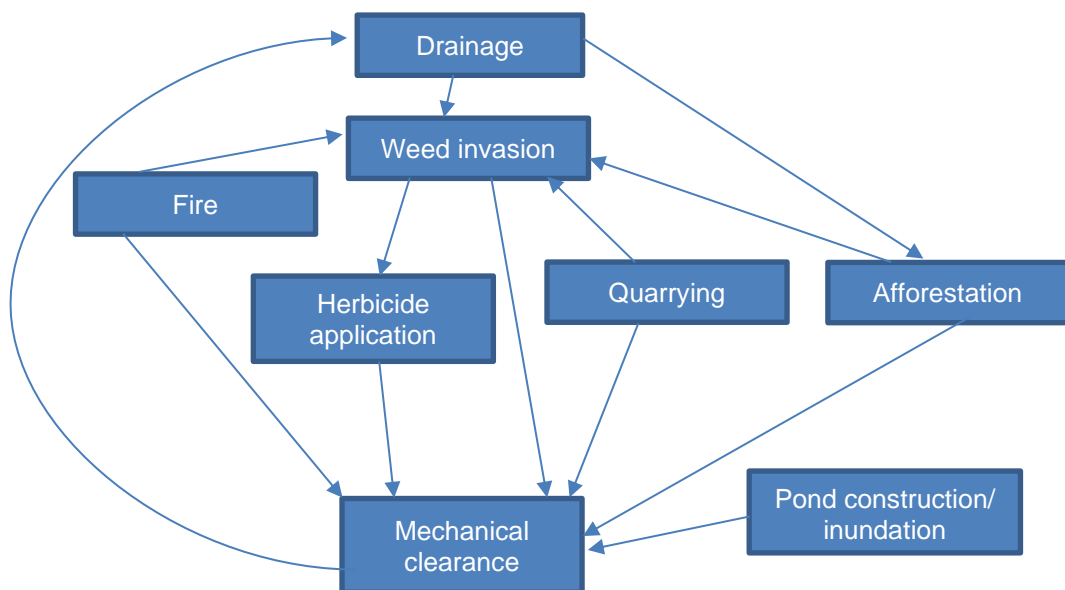 Drainage
Weed invasion
Fire
Herbicide
application
Quarrying
Afforestation
Pond construction/
inundation
Mechanical
clearance